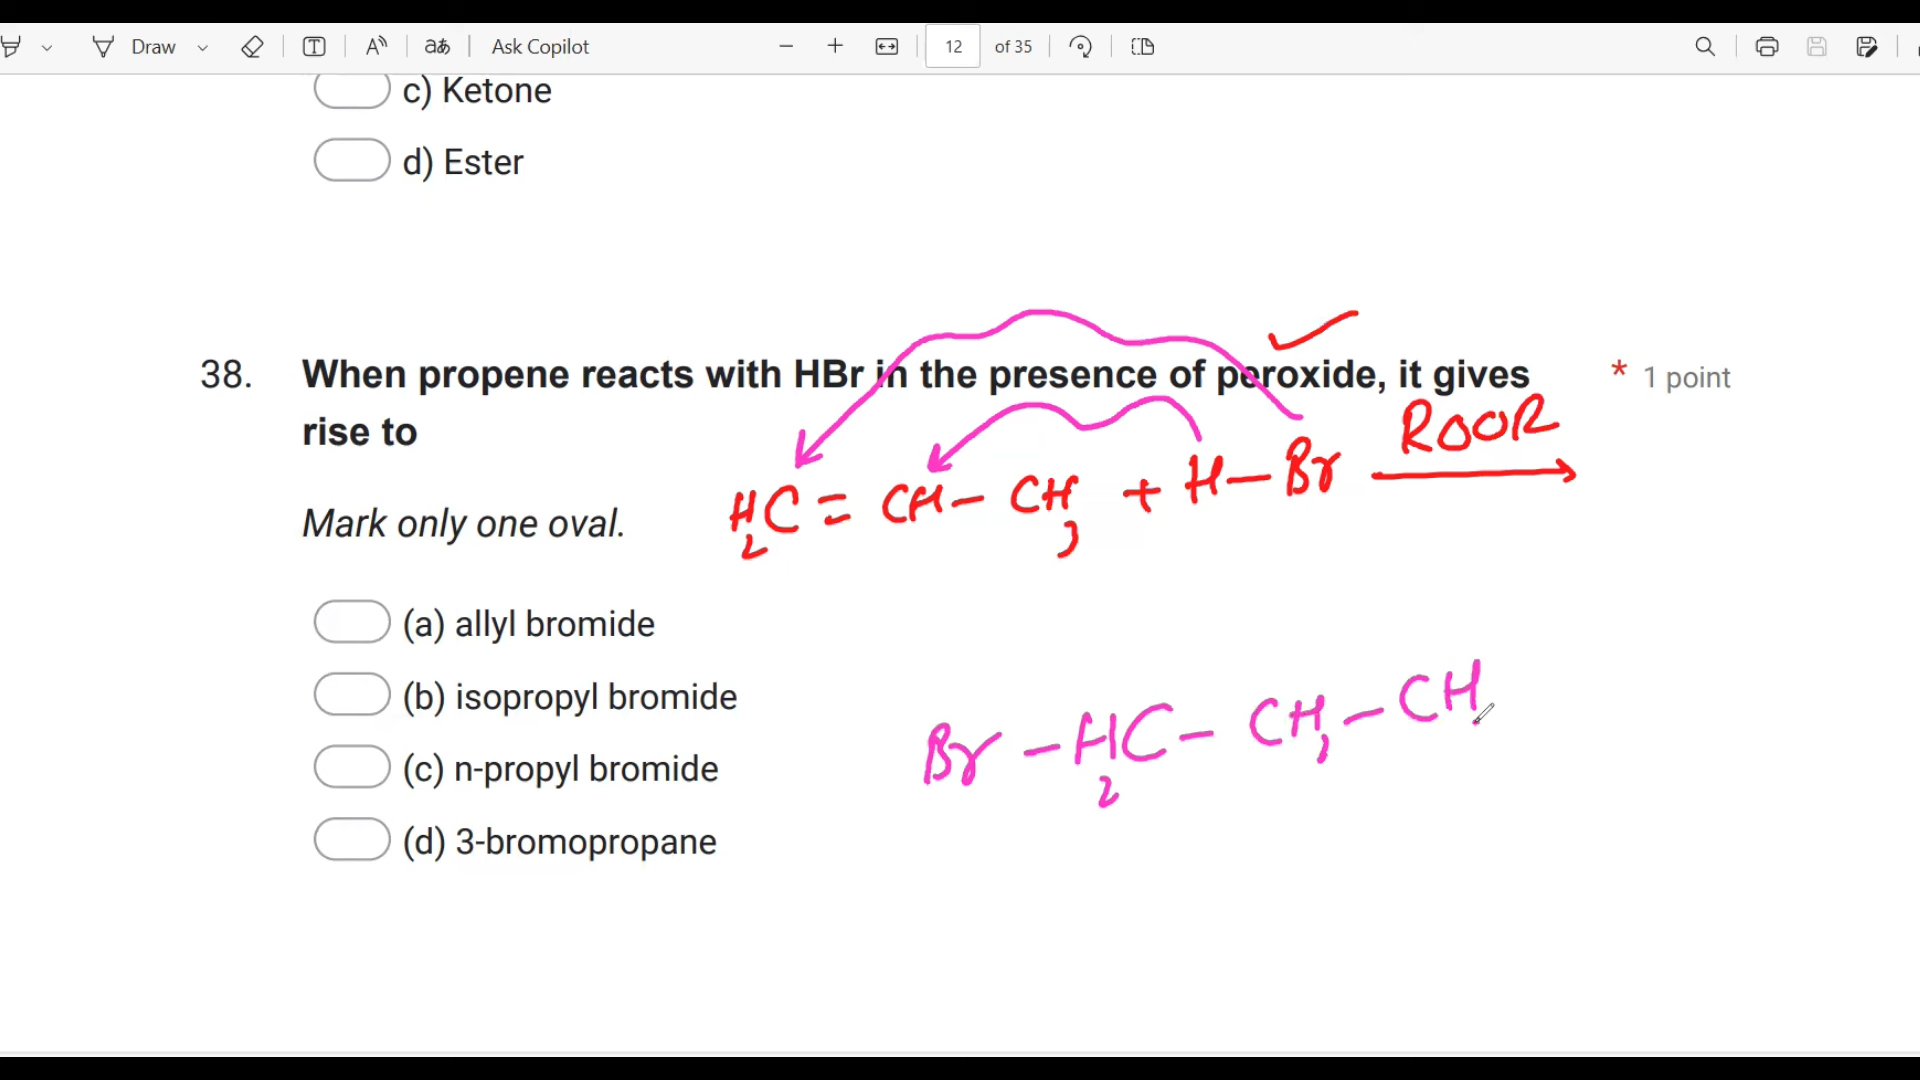 Draw T A aあ Ask Copilot 12 of 35
c) Ketone
d) Ester
38. When propene reacts with HBr in the presence of peroxide, it gives * 1 point
rise to
ROOR
H2C = CH - CH3 + H - Br
Mark only one oval.
(a) allyl bromide
(b) isopropyl bromide
(c) n-propyl bromide
(d) 3-bromopropane
Br - H2C - CH2 - CH